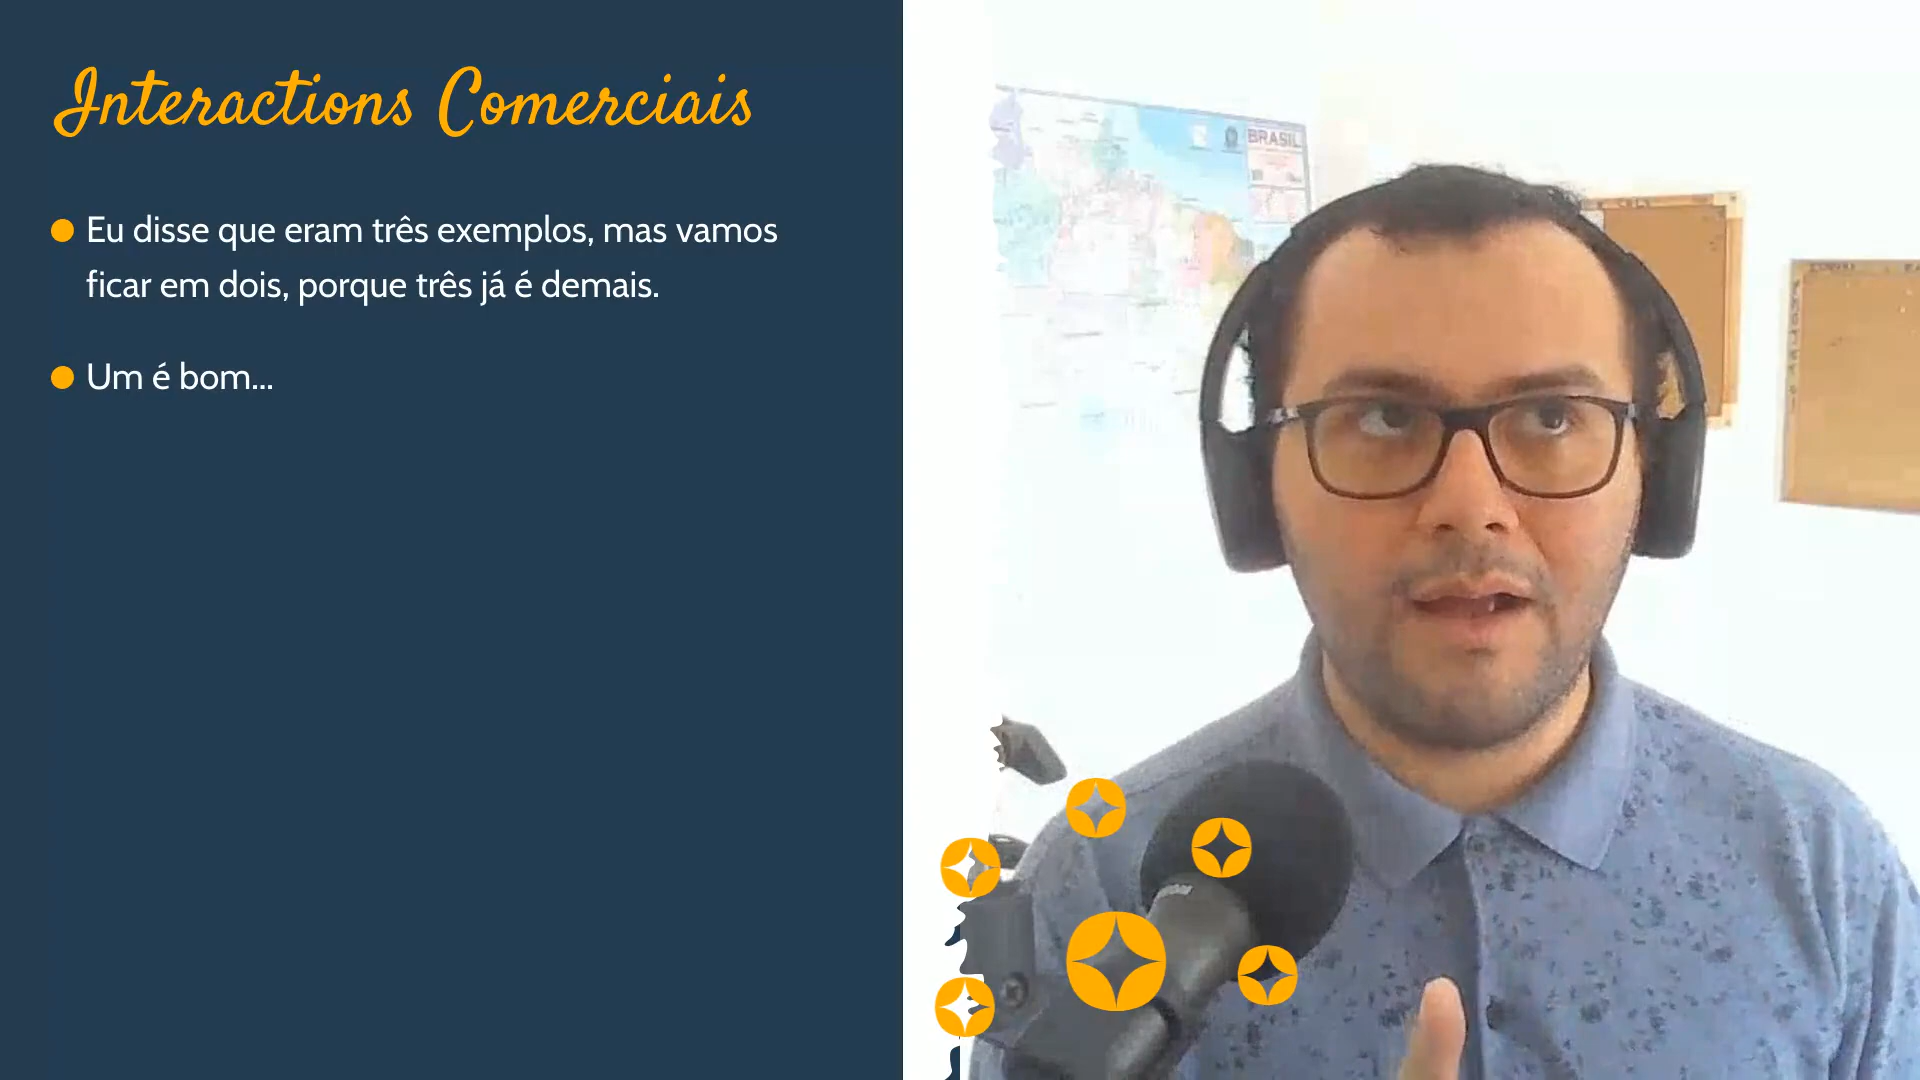 Interactions Comerciais
Eu disse que eram três exemplos, mas vamos
ficar em dois, porque três já é demais.
Um é bom...
BRASIL